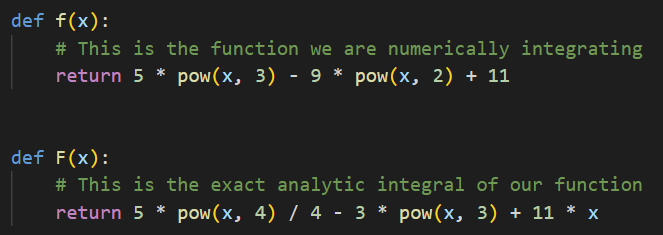 def f(x):
    # This is the function we are numerically integrating
    return 5 * pow(x, 3) - 9 * pow(x, 2) + 11
def F(x):
    # This is the exact analytic integral of our function
    return 5 * pow(x, 4) / 4 - 3 * pow(x, 3) + 11 * x